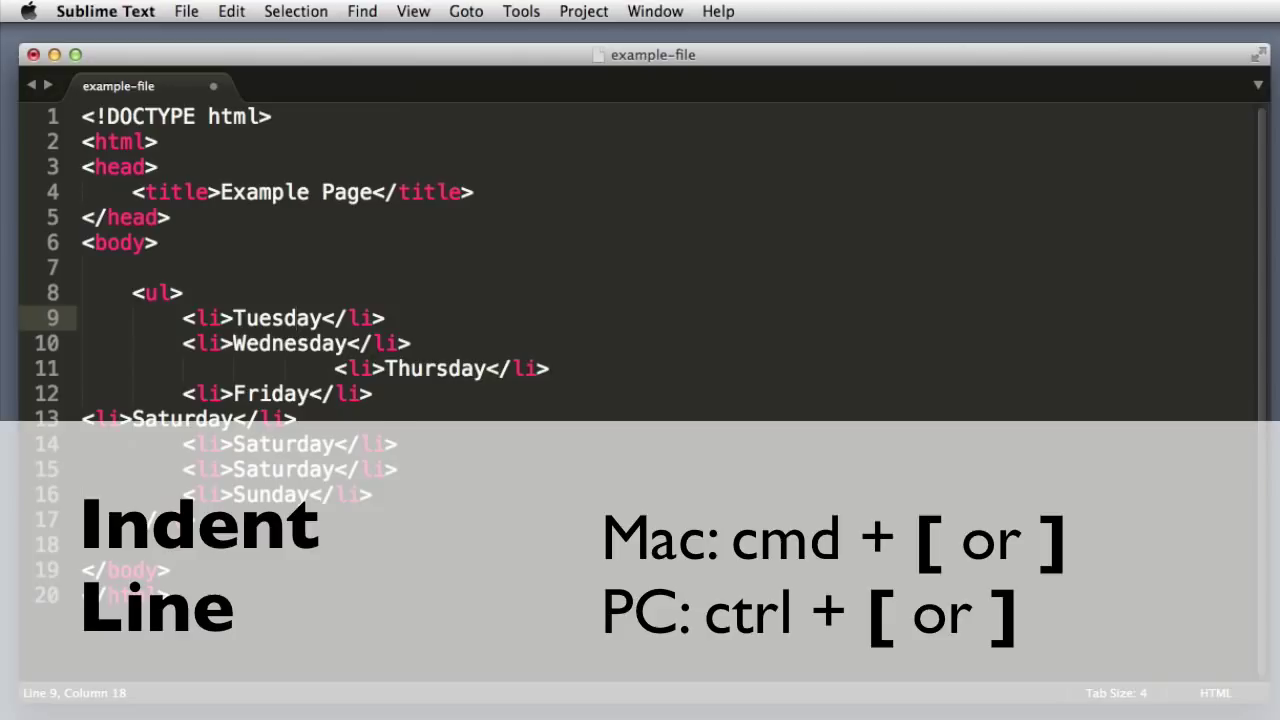 Sublime Text File Edit Selection Find View Goto Tools Project Window Help
example-file
example-file
1 <!DOCTYPE html>
2 <html>
3 <head>
4 <title>Example Page</title>
5 </head>
6 <body>
7
8 <ul>
9 <li>Tuesday</li>
10 <li>Wednesday</li>
11 <li>Thursday</li>
12 <li>Friday</li>
13 <li>Saturday</li>
14 <li>Saturday</li>
15 <li>Saturday</li>
16 <li>Sunday</li>
17
18
19 </body>
20 </html>
Indent
Line
Mac: cmd + [ or ]
PC: ctrl + [ or ]
Line 9, Column 18
Tab Size: 4
HTML